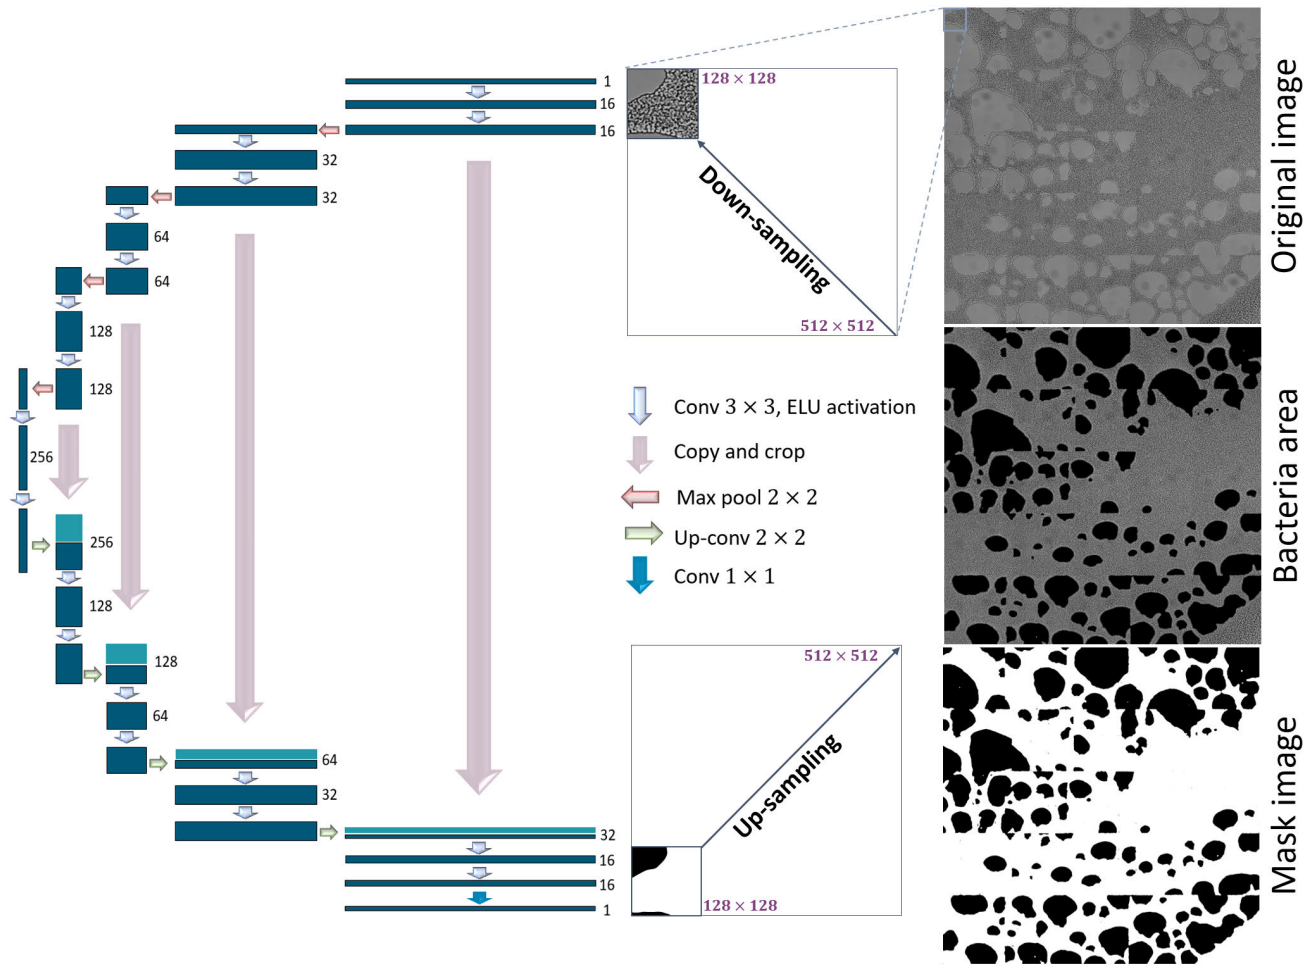 1
16
16
32
32
64
64
128
128
256
256
128
128
64
64
32
32
16
16
1
128 × 128
Down-sampling
512 × 512
Conv 3 × 3, ELU activation
Copy and crop
Max pool 2 × 2
Up-conv 2 × 2
Conv 1 × 1
512 × 512
Up-sampling
128 × 128
Original image
Bacteria area
Mask image